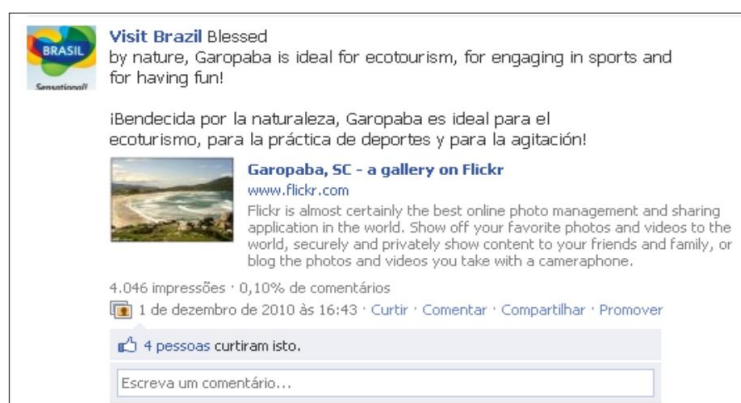 BRASIL
Sensational!
Visit Brazil Blessed
by nature, Garopaba is ideal for ecotourism, for engaging in sports and
for having fun!
¡Bendecida por la naturaleza, Garopaba es ideal para el
ecoturismo, para la práctica de deportes y para la agitación!
Garopaba, SC - a gallery on Flickr
www.flickr.com
Flickr is almost certainly the best online photo management and sharing
application in the world. Show off your favorite photos and videos to the
world, securely and privately show content to your friends and family, or
blog the photos and videos you take with a cameraphone.
4.046 impressões · 0,10% de comentários
1 de dezembro de 2010 às 16:43 · Curtir · Comentar · Compartilhar · Promover
4 pessoas curtiram isto.
Escreva um comentário...